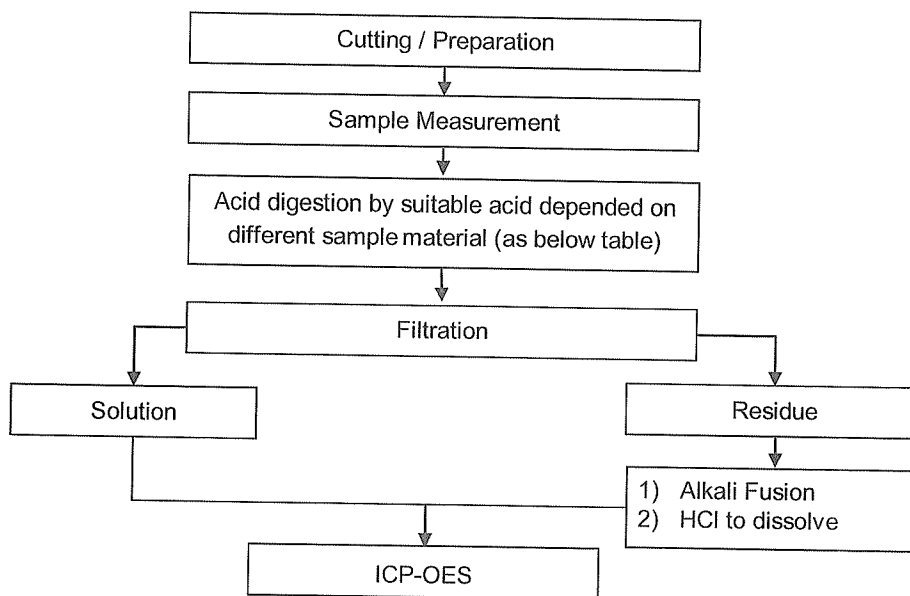 Cutting / Preparation
Sample Measurement
Acid digestion by suitable acid depended on
different sample material (as below table)
Filtration
Solution
Residue
1) Alkali Fusion
2) HCl to dissolve
ICP-OES